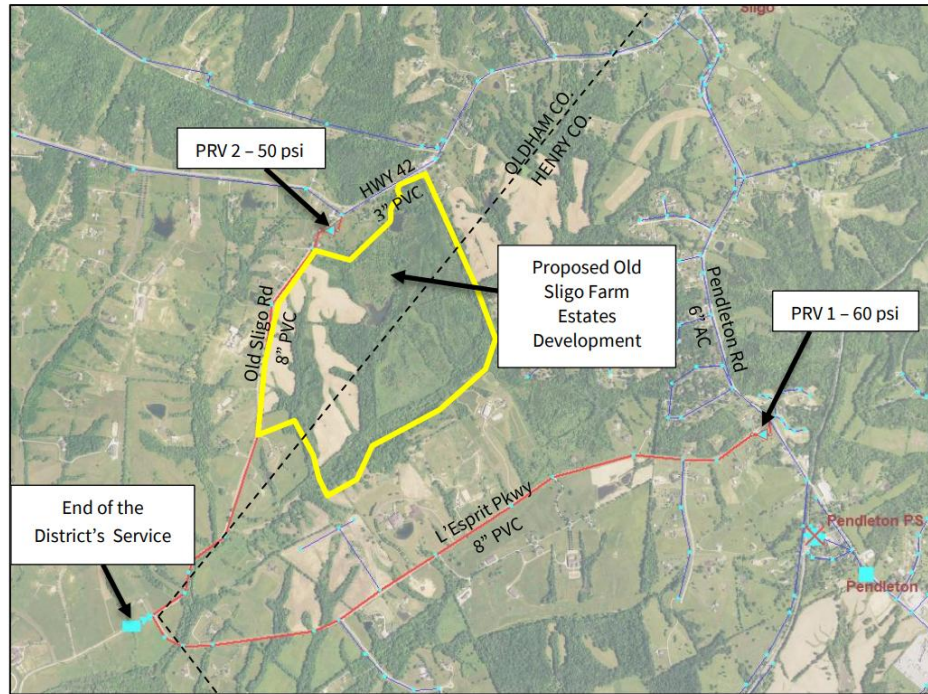 Sligo
PRV 2 – 50 psi
HWY 42
3” PVC
OLDHAM CO.
HENRY CO.
Proposed Old
Sligo Farm
Estates
Development
Pendleton Rd
6” AC
PRV 1 – 60 psi
Old Sligo Rd
8” PVC
End of the
District’s Service
L’Esprit Pkwy
8” PVC
Pendleton PS
Pendleton